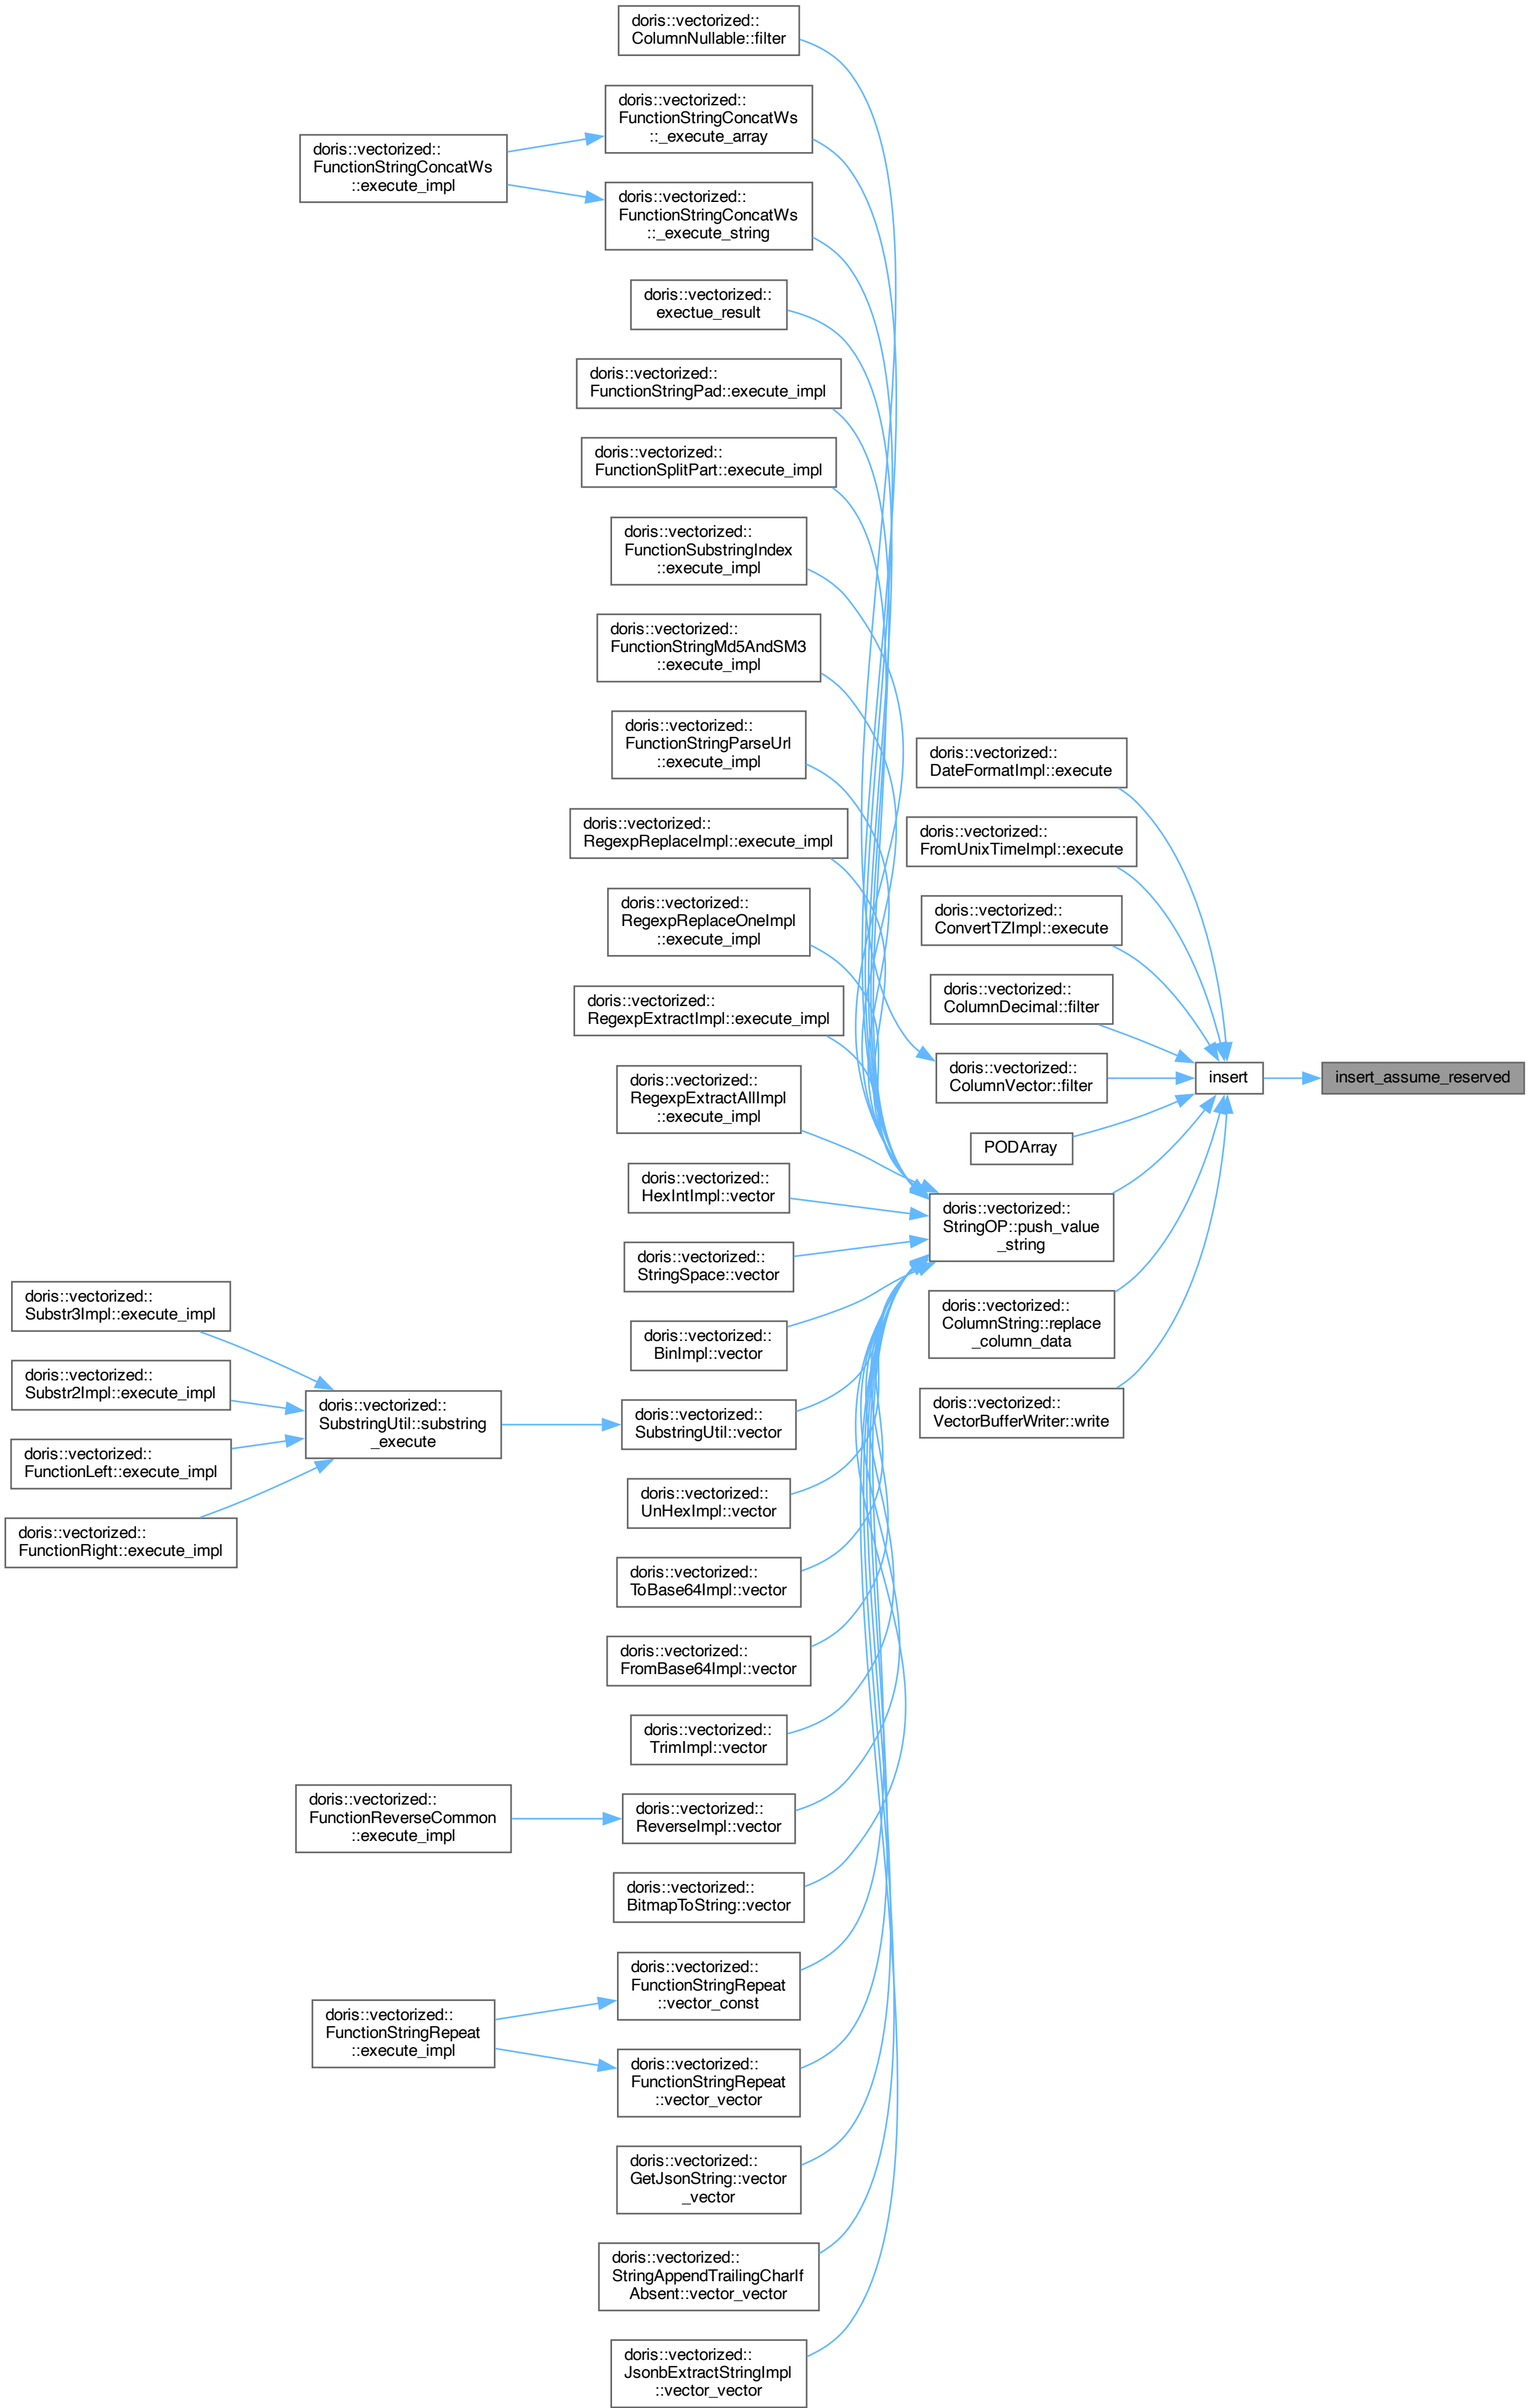 doris::vectorized::
ColumnNullable::filter
doris::vectorized::
FunctionStringConcatWs
::_execute_array
doris::vectorized::
FunctionStringConcatWs
::execute_impl
doris::vectorized::
FunctionStringConcatWs
::_execute_string
doris::vectorized::
exectue_result
doris::vectorized::
FunctionStringPad::execute_impl
doris::vectorized::
FunctionSplitPart::execute_impl
doris::vectorized::
FunctionSubstringIndex
::execute_impl
doris::vectorized::
FunctionStringMd5AndSM3
::execute_impl
doris::vectorized::
FunctionStringParseUrl
::execute_impl
doris::vectorized::
RegexpReplaceImpl::execute_impl
doris::vectorized::
RegexpReplaceOneImpl
::execute_impl
doris::vectorized::
RegexpExtractImpl::execute_impl
doris::vectorized::
RegexpExtractAllImpl
::execute_impl
doris::vectorized::
HexIntImpl::vector
doris::vectorized::
StringSpace::vector
doris::vectorized::
BinImpl::vector
doris::vectorized::
SubstringUtil::vector
doris::vectorized::
UnHexImpl::vector
doris::vectorized::
ToBase64Impl::vector
doris::vectorized::
FromBase64Impl::vector
doris::vectorized::
TrimImpl::vector
doris::vectorized::
ReverseImpl::vector
doris::vectorized::
BitmapToString::vector
doris::vectorized::
FunctionStringRepeat
::vector_const
doris::vectorized::
FunctionStringRepeat
::vector_vector
doris::vectorized::
GetJsonString::vector
_vector
doris::vectorized::
StringAppendTrailingCharIf
Absent::vector_vector
doris::vectorized::
JsonbExtractStringImpl
::vector_vector
doris::vectorized::
Substr3Impl::execute_impl
doris::vectorized::
Substr2Impl::execute_impl
doris::vectorized::
FunctionLeft::execute_impl
doris::vectorized::
FunctionRight::execute_impl
doris::vectorized::
SubstringUtil::substring
_execute
doris::vectorized::
FunctionReverseCommon
::execute_impl
doris::vectorized::
FunctionStringRepeat
::execute_impl
doris::vectorized::
DateFormatImpl::execute
doris::vectorized::
FromUnixTimeImpl::execute
doris::vectorized::
ConvertTZImpl::execute
doris::vectorized::
ColumnDecimal::filter
doris::vectorized::
ColumnVector::filter
PODArray
doris::vectorized::
StringOP::push_value
_string
doris::vectorized::
ColumnString::replace
_column_data
doris::vectorized::
VectorBufferWriter::write
insert
insert_assume_reserved